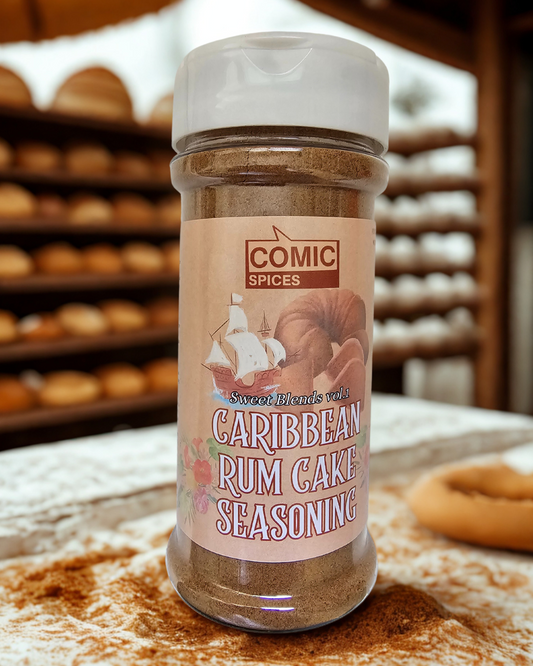 COMIC
SPICES
Sweet Blends vol.1
CARIBBEAN
RUM CAKE
SEASONING